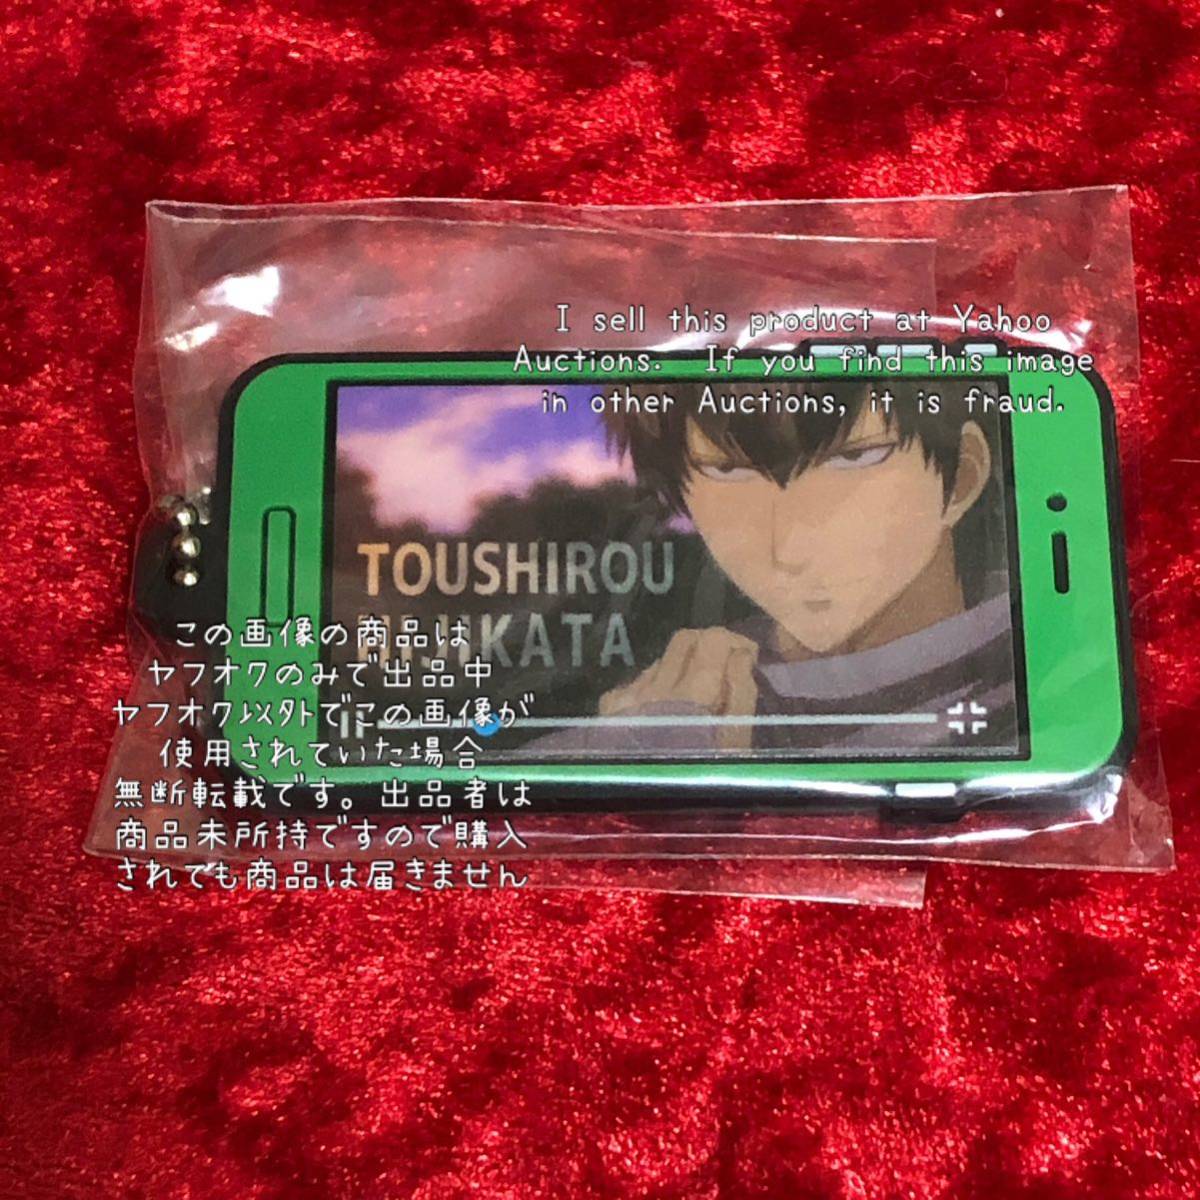 I sell this product at Yahoo
Auctions. If you find this image
in other Auctions, it is fraud.
TOUSHIROU
HIJIKATA
この画像の商品は
ヤフオクのみで出品中
ヤフオク以外でこの画像が
使用されていた場合
無断転載です。出品者は
商品未所持ですので購入
されても商品は届きません